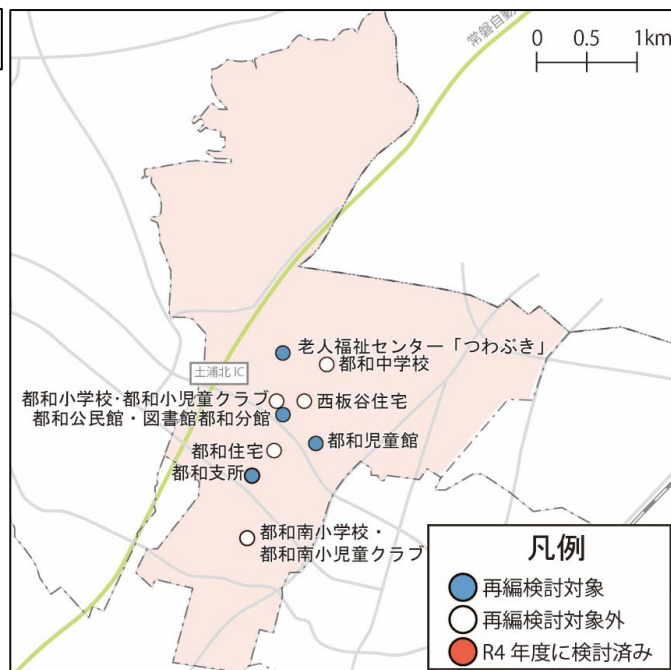 常磐自動
0 0.5 1km
老人福祉センター「つわぶき」
都和中学校
土浦北IC
都和小学校・都和小児童クラブ
西板谷住宅
都和公民館・図書館都和分館
都和児童館
都和住宅
都和支所
都和南小学校・
都和南小児童クラブ
凡例
再編検討対象
再編検討対象外
R4年度に検討済み